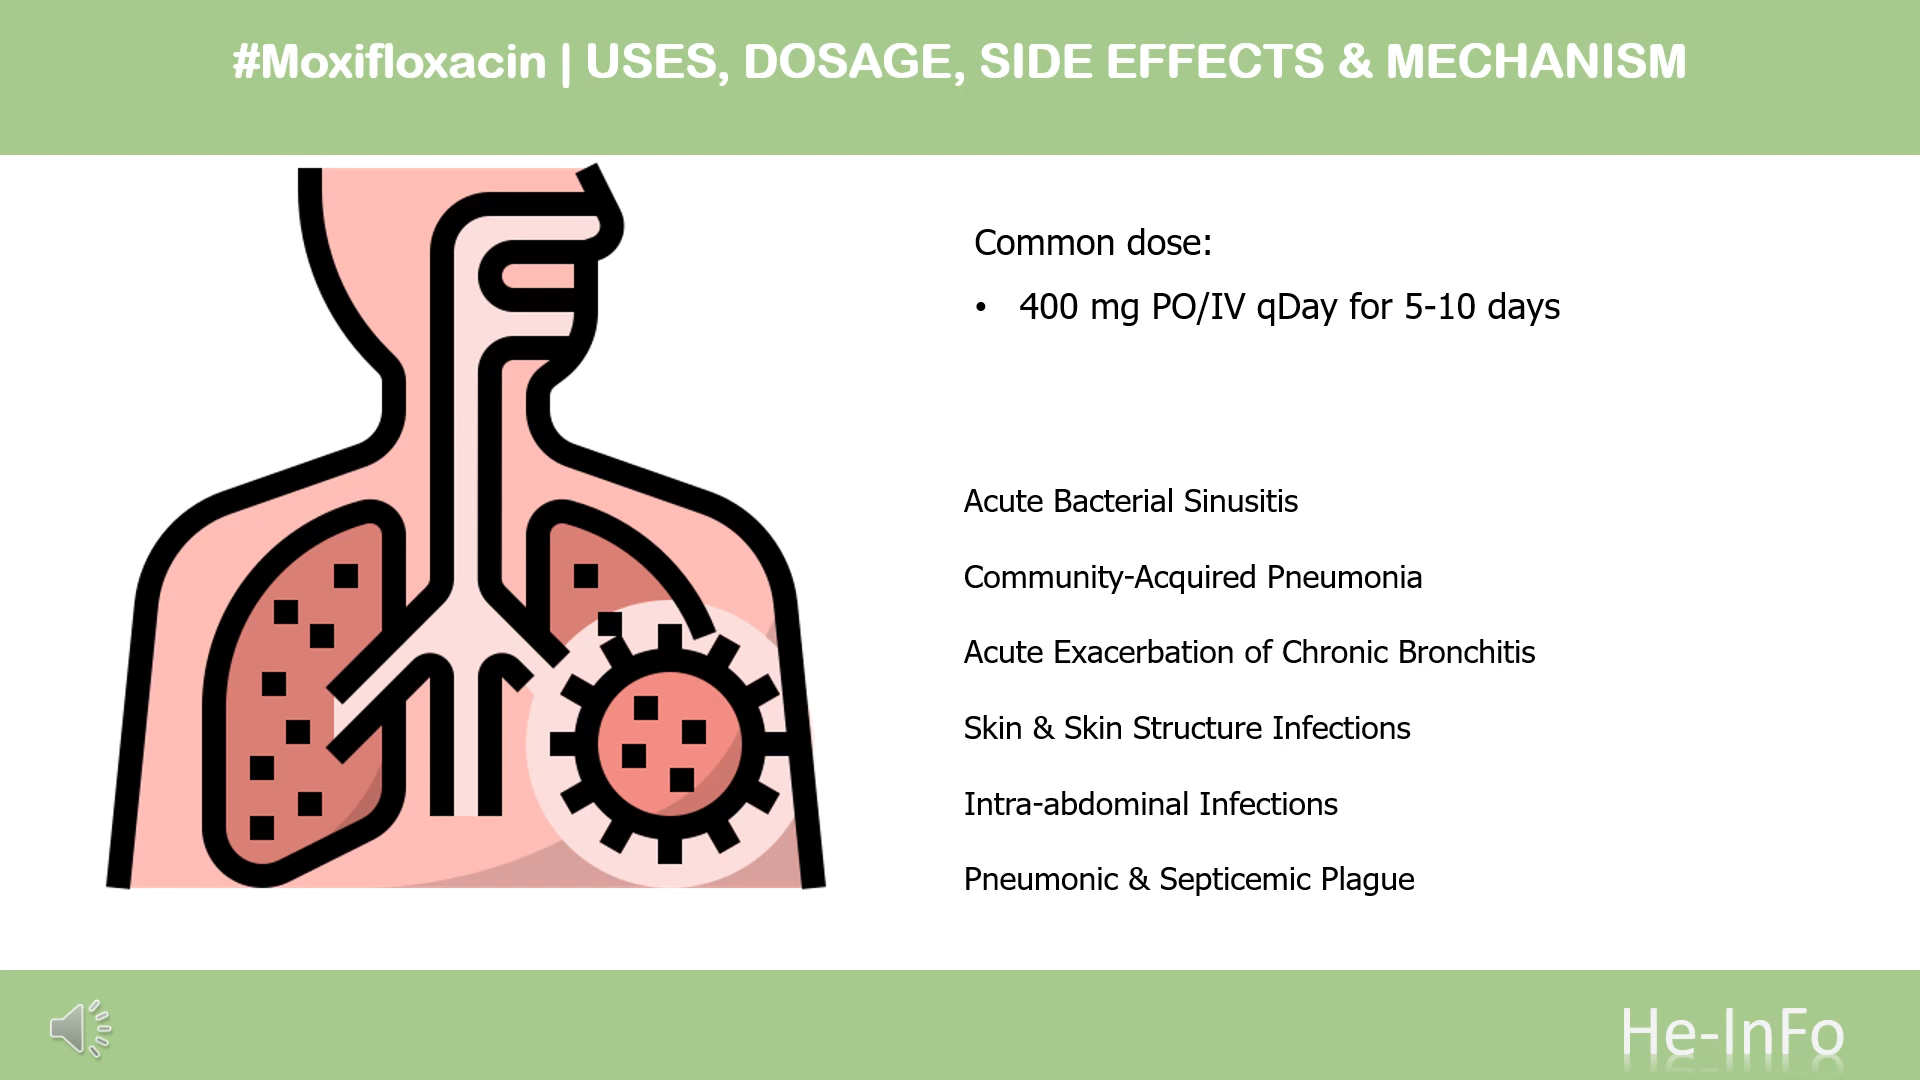 #Moxifloxacin | USES, DOSAGE, SIDE EFFECTS & MECHANISM
Common dose:
• 400 mg PO/IV qDay for 5-10 days
Acute Bacterial Sinusitis
Community-Acquired Pneumonia
Acute Exacerbation of Chronic Bronchitis
Skin & Skin Structure Infections
Intra-abdominal Infections
Pneumonic & Septicemic Plague
He-InFo